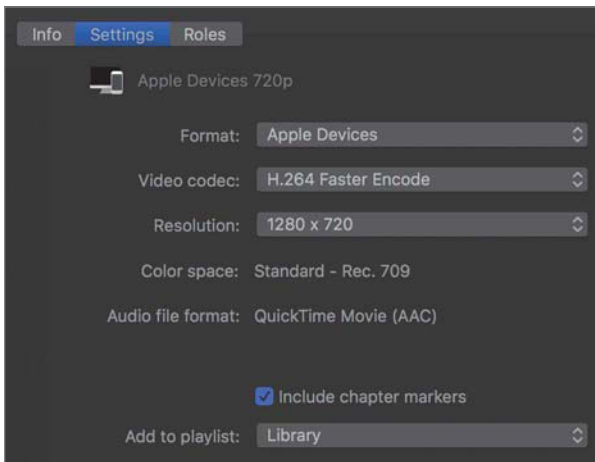 Info Settings Roles
Apple Devices 720p
Format: Apple Devices
Video codec: H.264 Faster Encode
Resolution: 1280 x 720
Color space: Standard - Rec. 709
Audio file format: QuickTime Movie (AAC)
Include chapter markers
Add to playlist: Library